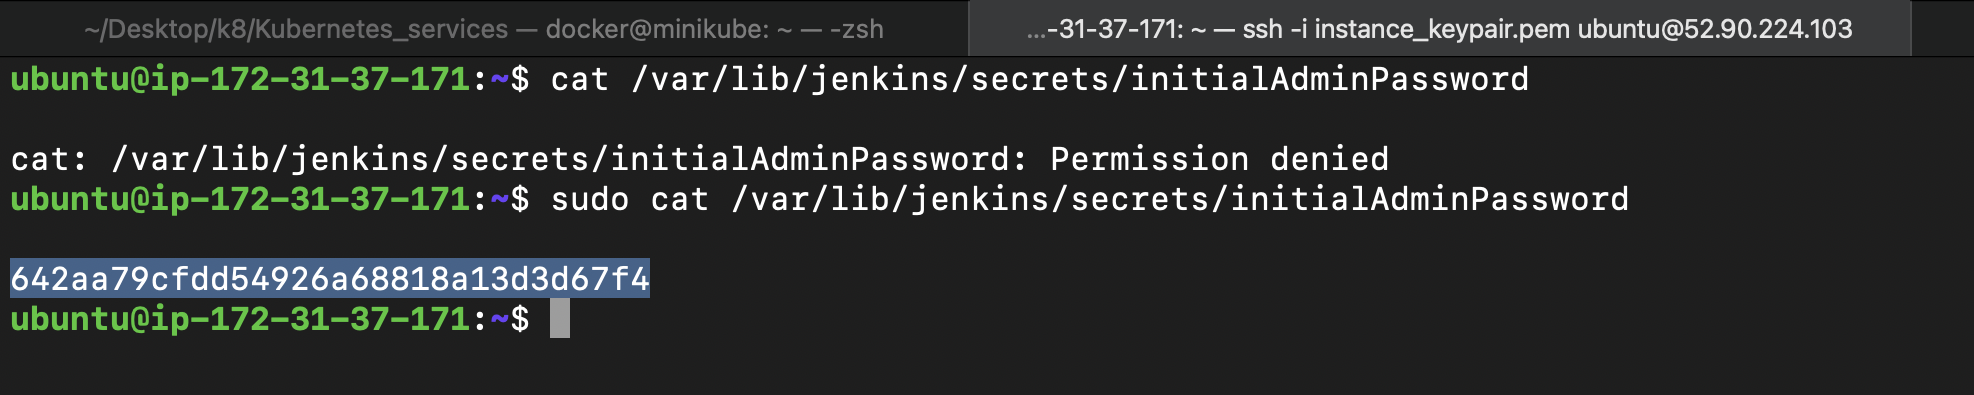 ~/Desktop/k8/Kubernetes_services — docker@minikube: ~ — -zsh
...-31-37-171: ~ — ssh -i instance_keypair.pem ubuntu@52.90.224.103
ubuntu@ip-172-31-37-171:~$ cat /var/lib/jenkins/secrets/initialAdminPassword
cat: /var/lib/jenkins/secrets/initialAdminPassword: Permission denied
ubuntu@ip-172-31-37-171:~$ sudo cat /var/lib/jenkins/secrets/initialAdminPassword
642aa79cfdd54926a68818a13d3d67f4
ubuntu@ip-172-31-37-171:~$